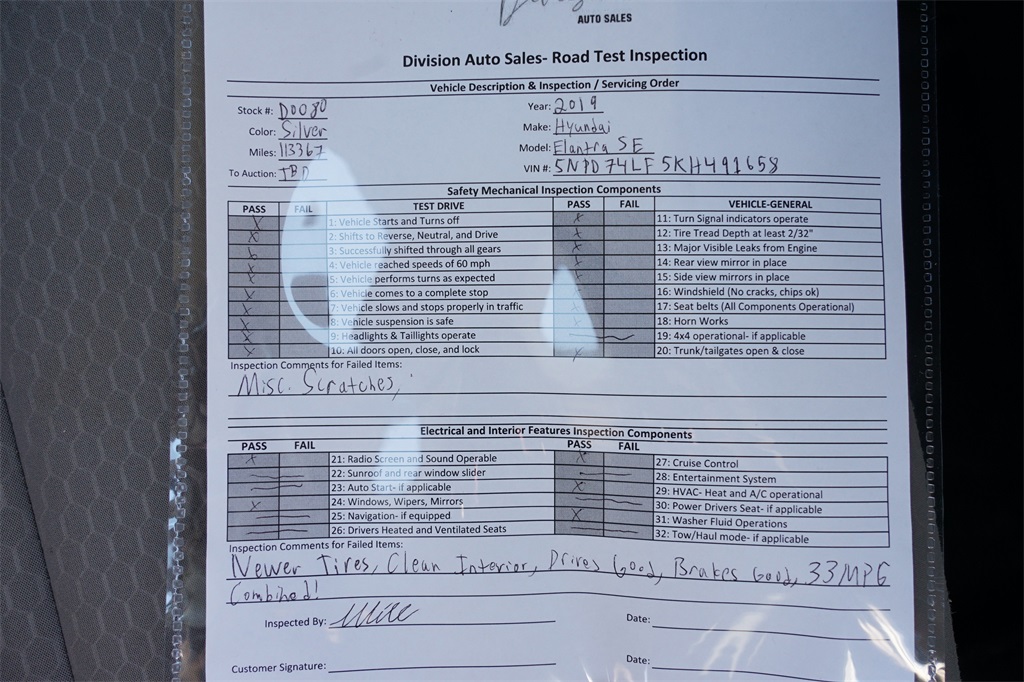 AUTO SALES
Division Auto Sales- Road Test Inspection
Vehicle Description & Inspection / Servicing Order
Stock #: D0080 Year: 2019
Color: Silver Make: Hyundai
Miles: 113367 Model: Elantra SE
To Auction: TBD VIN #: 5NPD74LF5KH491658
Safety Mechanical Inspection Components
PASS FAIL TEST DRIVE PASS FAIL VEHICLE-GENERAL
X 1: Vehicle Starts and Turns off X 11: Turn Signal indicators operate
X 2: Shifts to Reverse, Neutral, and Drive X 12: Tire Tread Depth at least 2/32"
X 3: Successfully shifted through all gears X 13: Major Visible Leaks from Engine
X 4: Vehicle reached speeds of 60 mph X 14: Rear view mirror in place
X 5: Vehicle performs turns as expected X 15: Side view mirrors in place
X 6: Vehicle comes to a complete stop X 16: Windshield (No cracks, chips ok)
X 7: Vehicle slows and stops properly in traffic X 17: Seat belts (All Components Operational)
X 8: Vehicle suspension is safe X 18: Horn Works
X 9: Headlights & Taillights operate 19: 4x4 operational- if applicable
X 10: All doors open, close, and lock X 20: Trunk/tailgates open & close
Inspection Comments for Failed Items:
Misc. Scratches,
Electrical and Interior Features Inspection Components
PASS FAIL PASS FAIL
X 21: Radio Screen and Sound Operable X 27: Cruise Control
22: Sunroof and rear window slider 28: Entertainment System
23: Auto Start- if applicable X 29: HVAC- Heat and A/C operational
X 24: Windows, Wipers, Mirrors 30: Power Drivers Seat- if applicable
25: Navigation- if equipped X 31: Washer Fluid Operations
26: Drivers Heated and Ventilated Seats 32: Tow/Haul mode- if applicable
Inspection Comments for Failed Items:
Newer Tires, Clean Interior, Drives Good, Brakes Good, 33MPG
Combined!
Inspected By: Date:
Customer Signature: Date: